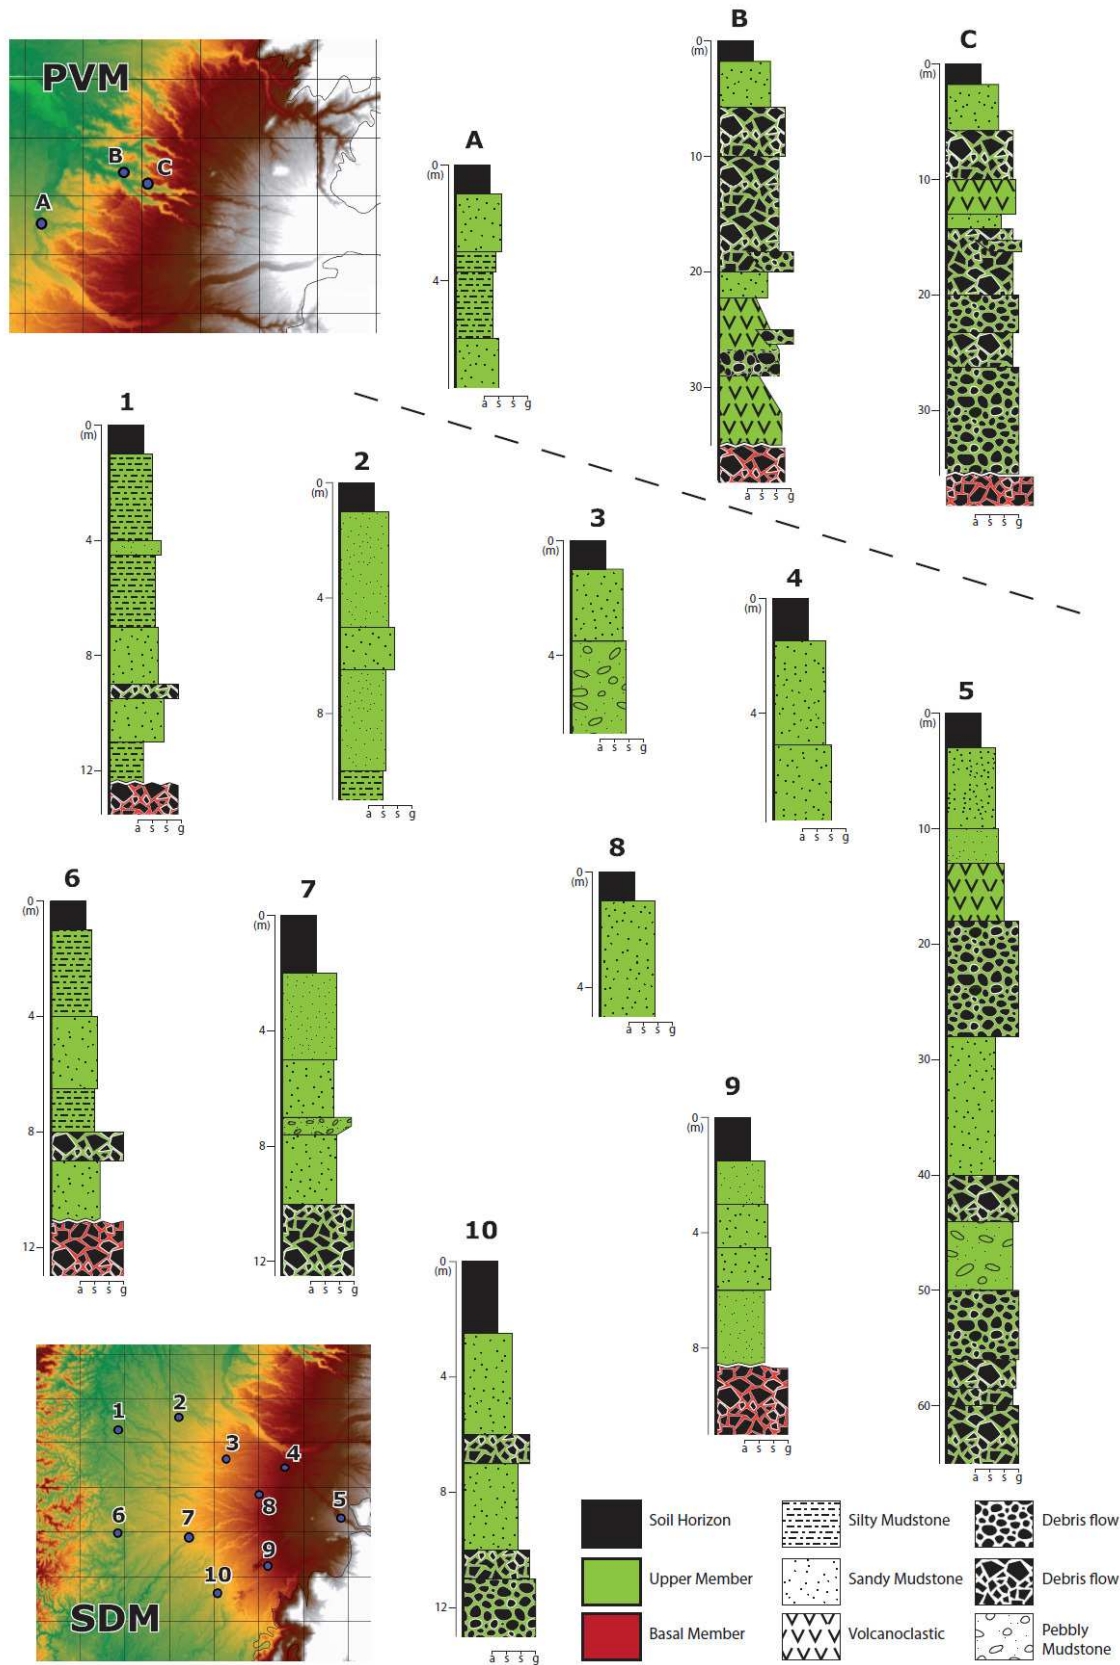 PVM
B
C
A
A
0
(m)
4
a s s g
B
0
(m)
10
20
30
a s s g
C
0
(m)
10
20
30
a s s g
1
0
(m)
4
8
12
a s s g
2
0
(m)
4
8
a s s g
3
0
(m)
4
a s s g
4
0
(m)
4
a s s g
5
0
(m)
10
20
30
40
50
60
a s s g
6
0
(m)
4
8
12
a s s g
7
0
(m)
4
8
12
a s s g
8
0
(m)
4
a s s g
9
0
(m)
4
8
a s s g
10
0
(m)
4
8
12
a s s g
1
2
3
4
5
6
7
8
9
10
SDM
Soil Horizon
Silty Mudstone
Debris flow
Upper Member
Sandy Mudstone
Debris flow
Basal Member
Volcanoclastic
Pebbly
Mudstone